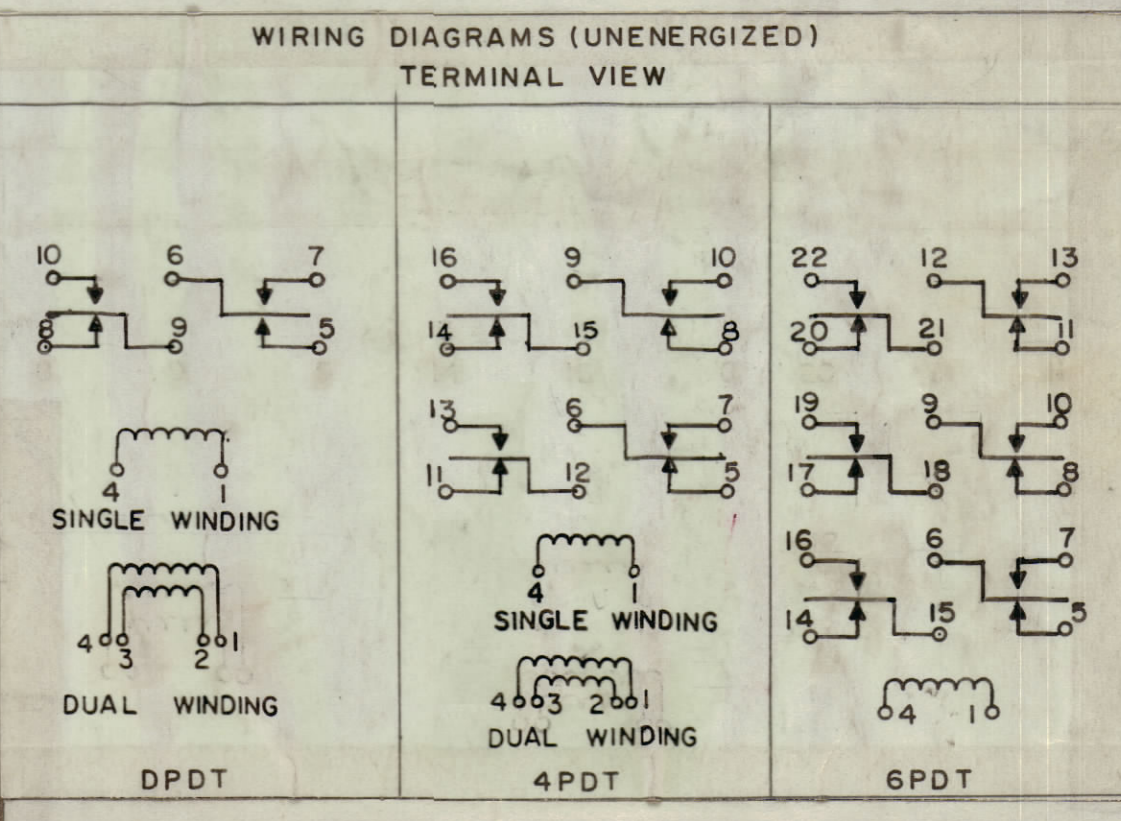 WIRING DIAGRAMS (UNENERGIZED)
TERMINAL VIEW
10 6 7
8 9 5
4 1
SINGLE WINDING
4 3 2 1
DUAL WINDING
DPDT
16 9 10
14 15 8
13 6 7
11 12 5
4 1
SINGLE WINDING
4 3 2 1
DUAL WINDING
4PDT
22 12 13
20 21 11
19 9 10
17 18 8
16 6 7
14 15 5
4 1
6PDT